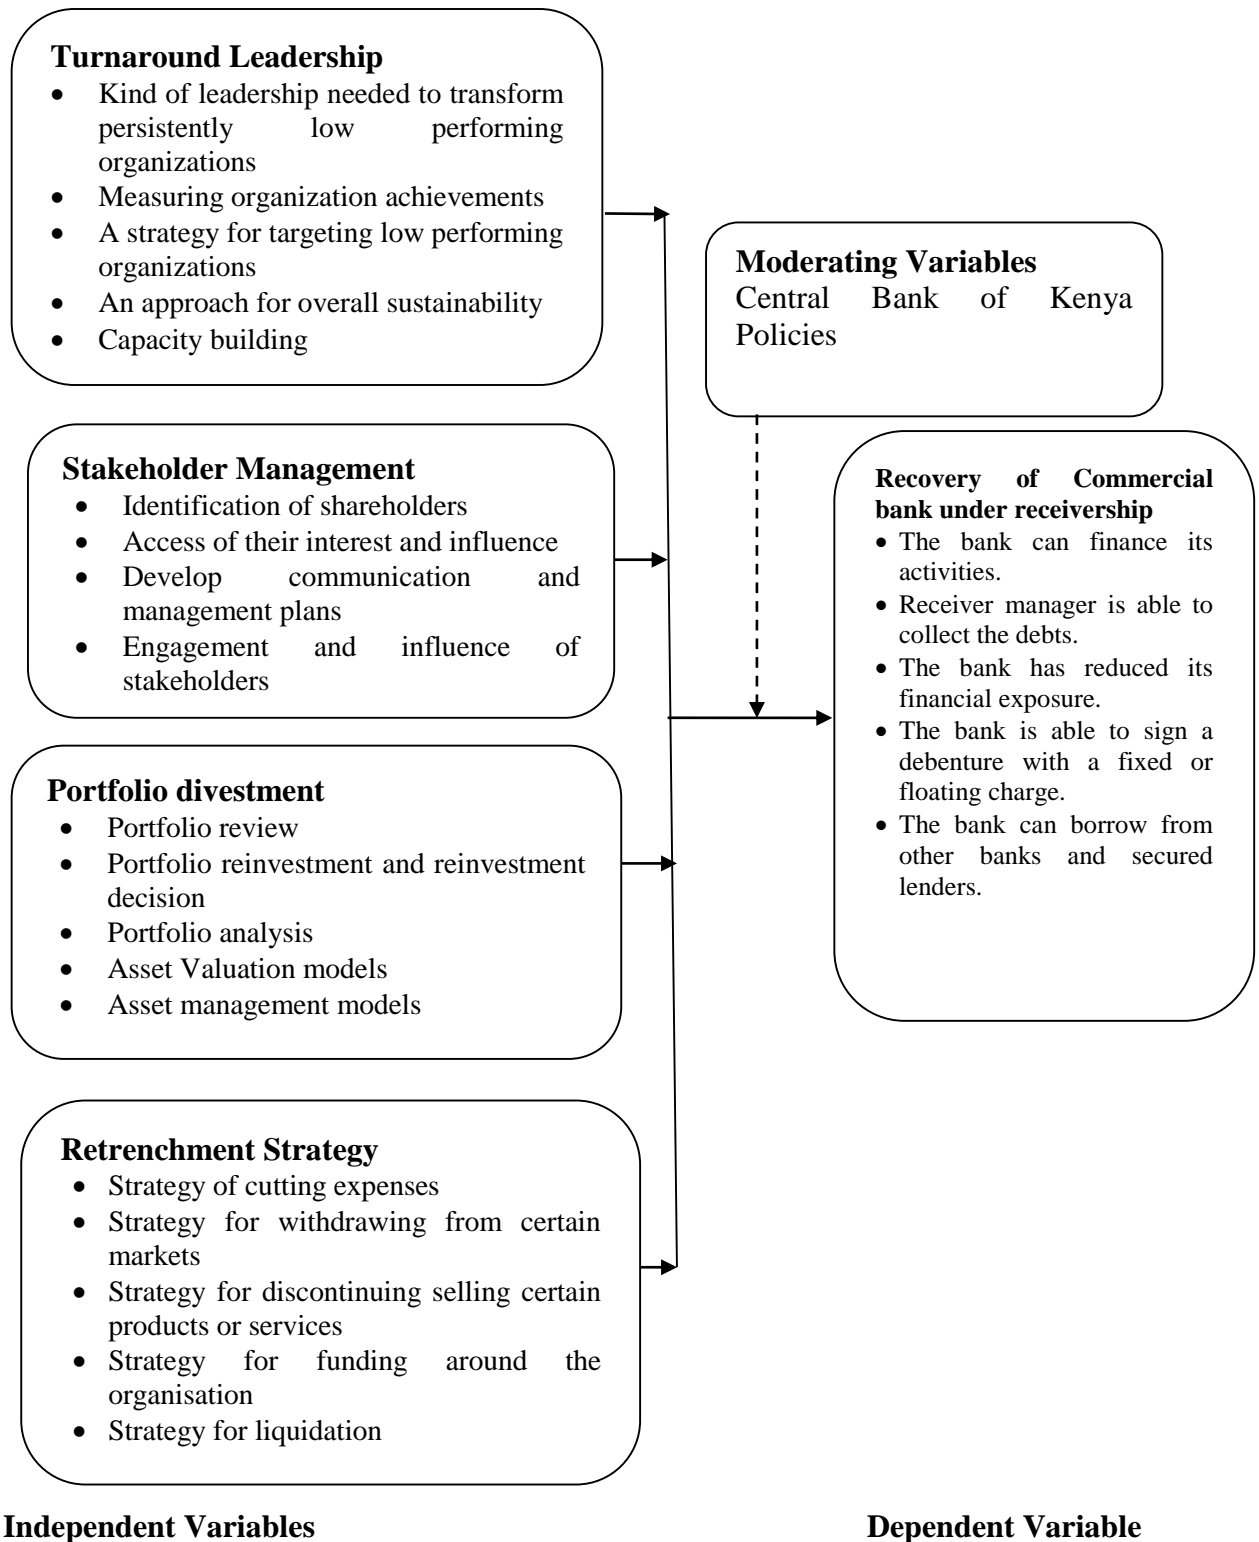 Turnaround Leadership
• Kind of leadership needed to transform
persistently low performing
organizations
• Measuring organization achievements
• A strategy for targeting low performing
organizations
• An approach for overall sustainability
• Capacity building
Moderating Variables
Central Bank of Kenya
Policies
Stakeholder Management
• Identification of shareholders
• Access of their interest and influence
• Develop communication and
management plans
• Engagement and influence of
stakeholders
Recovery of Commercial
bank under receivership
• The bank can finance its
activities.
• Receiver manager is able to
collect the debts.
• The bank has reduced its
financial exposure.
• The bank is able to sign a
debenture with a fixed or
floating charge.
• The bank can borrow from
other banks and secured
lenders.
Portfolio divestment
• Portfolio review
• Portfolio reinvestment and reinvestment
decision
• Portfolio analysis
• Asset Valuation models
• Asset management models
Retrenchment Strategy
• Strategy of cutting expenses
• Strategy for withdrawing from certain
markets
• Strategy for discontinuing selling certain
products or services
• Strategy for funding around the
organisation
• Strategy for liquidation
Independent Variables
Dependent Variable